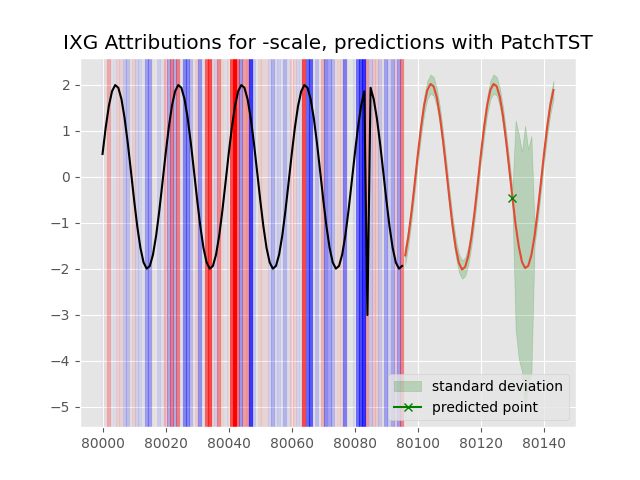 IXG Attributions for -scale, predictions with PatchTST
2
1
0
−1
−2
−3
−4
−5
standard deviation
predicted point
80000 80020 80040 80060 80080 80100 80120 80140